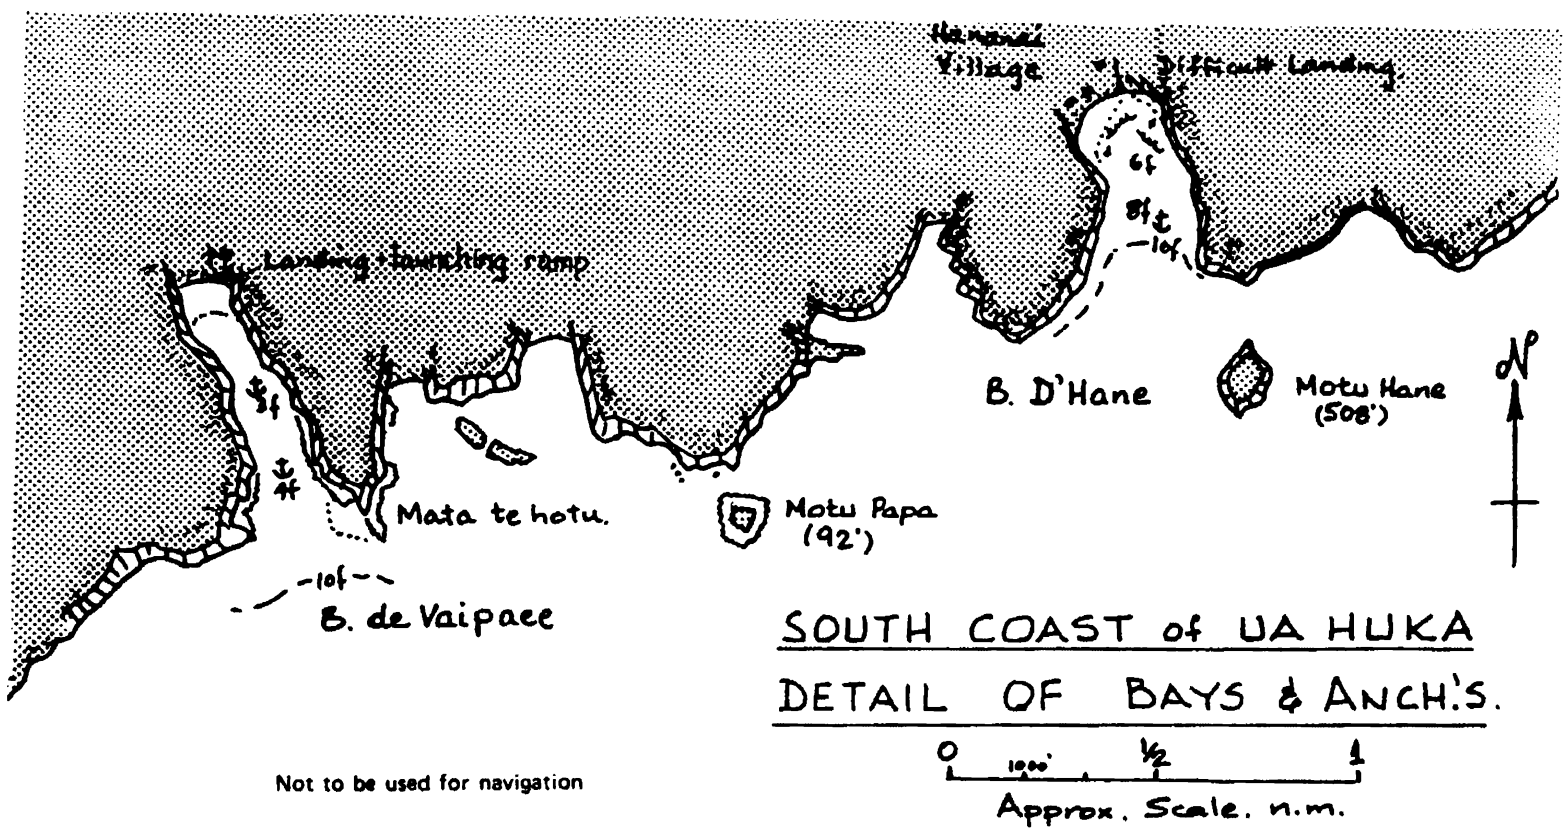 Village
Difficult Landing
6f
8f
10f
Landing + launching ramp
B. D'Hane
Motu Hane
(508')
N
3f
4f
Mata te hotu.
Motu Papa
(92')
10f
B. de Vaipaee
SOUTH COAST of UA HUKA
DETAIL OF BAYS & ANCH.'S.
0 1000' ½ 1
Approx. Scale. n.m.
Not to be used for navigation